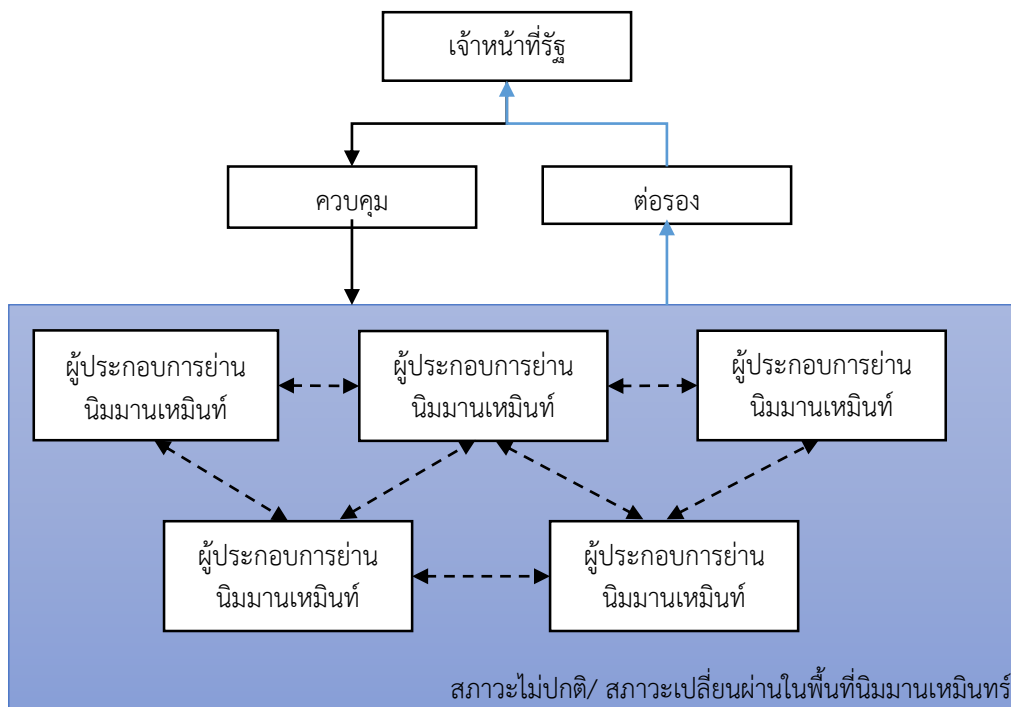 เจ้าหน้าที่รัฐ
ควบคุม
ต่อรอง
ผู้ประกอบการย่าน
นิมมานเหมินท์
ผู้ประกอบการย่าน
นิมมานเหมินท์
ผู้ประกอบการย่าน
นิมมานเหมินท์
ผู้ประกอบการย่าน
นิมมานเหมินท์
ผู้ประกอบการย่าน
นิมมานเหมินท์
สภาวะไม่ปกติ/ สภาวะเปลี่ยนผ่านในพื้นที่นิมมานเหมินทร์